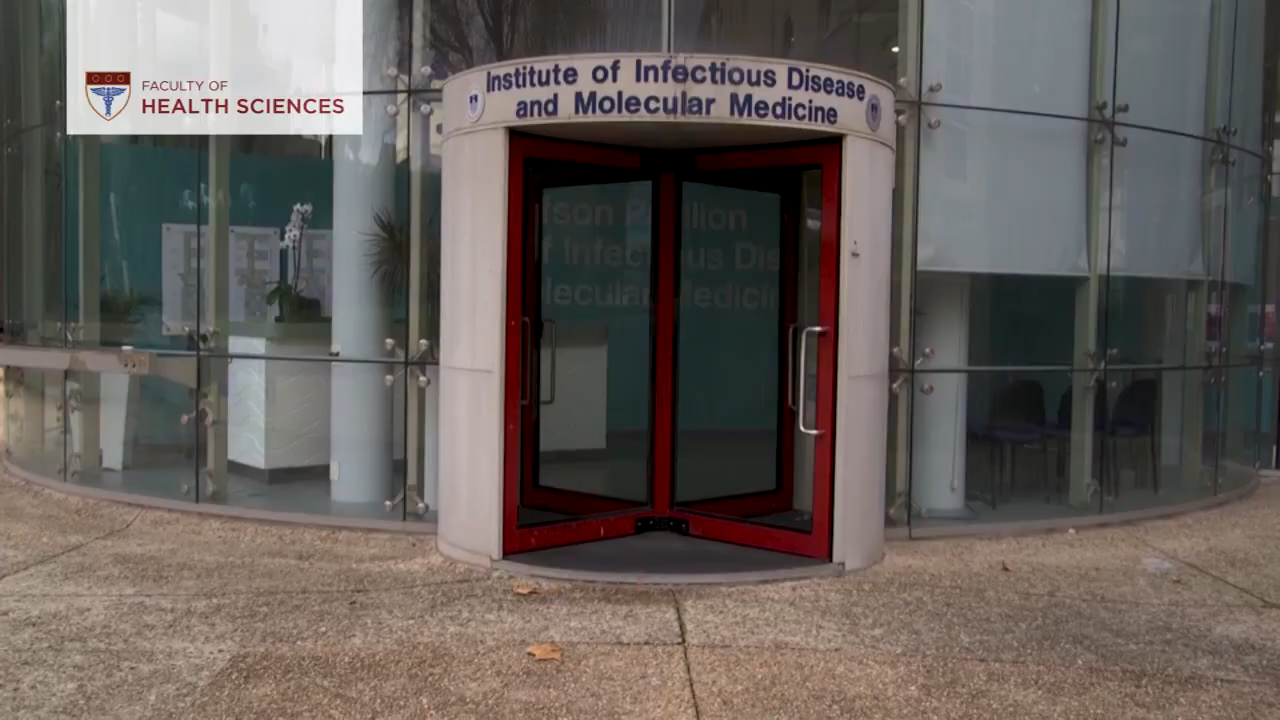 FACULTY OF
HEALTH SCIENCES
Institute of Infectious Disease
and Molecular Medicine